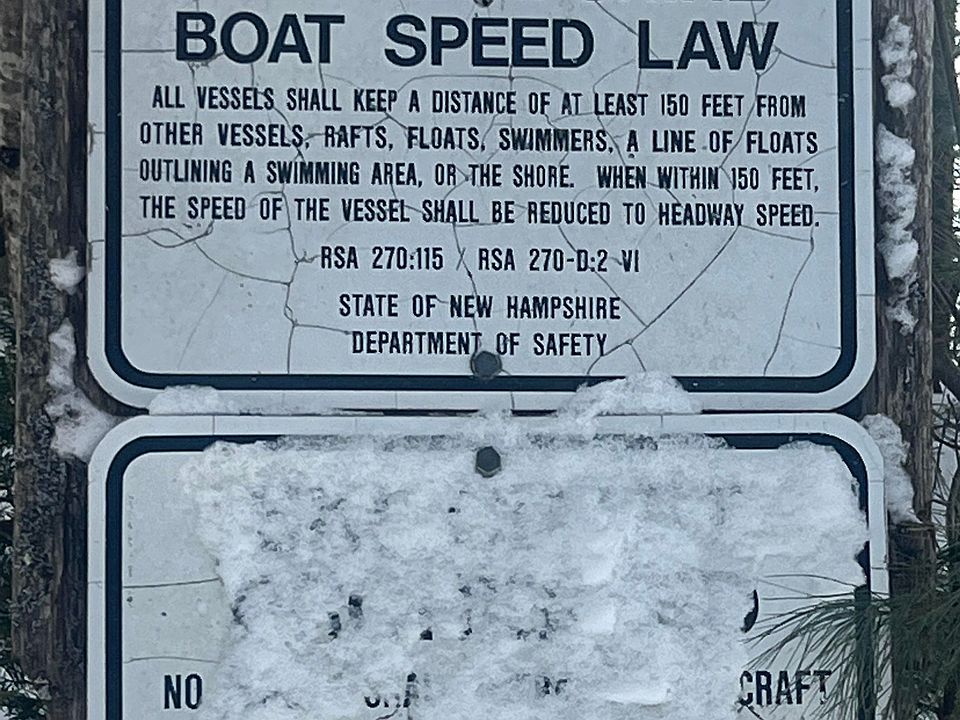 BOAT SPEED LAW
ALL VESSELS SHALL KEEP A DISTANCE OF AT LEAST 150 FEET FROM
OTHER VESSELS, RAFTS, FLOATS, SWIMMERS, A LINE OF FLOATS
OUTLINING A SWIMMING AREA, OR THE SHORE. WHEN WITHIN 150 FEET,
THE SPEED OF THE VESSEL SHALL BE REDUCED TO HEADWAY SPEED.
RSA 270:115 / RSA 270-D:2 VI
STATE OF NEW HAMPSHIRE
DEPARTMENT OF SAFETY
NO CRAFT